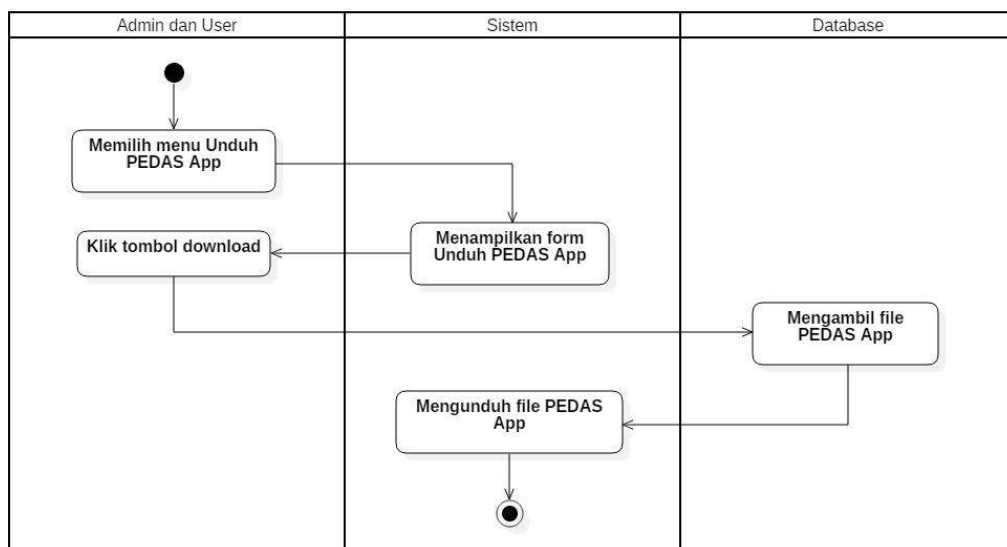 Admin dan User
Sistem
Database
Memilih menu Unduh
PEDAS App
Menampilkan form
Unduh PEDAS App
Klik tombol download
Mengambil file
PEDAS App
Mengunduh file PEDAS
App